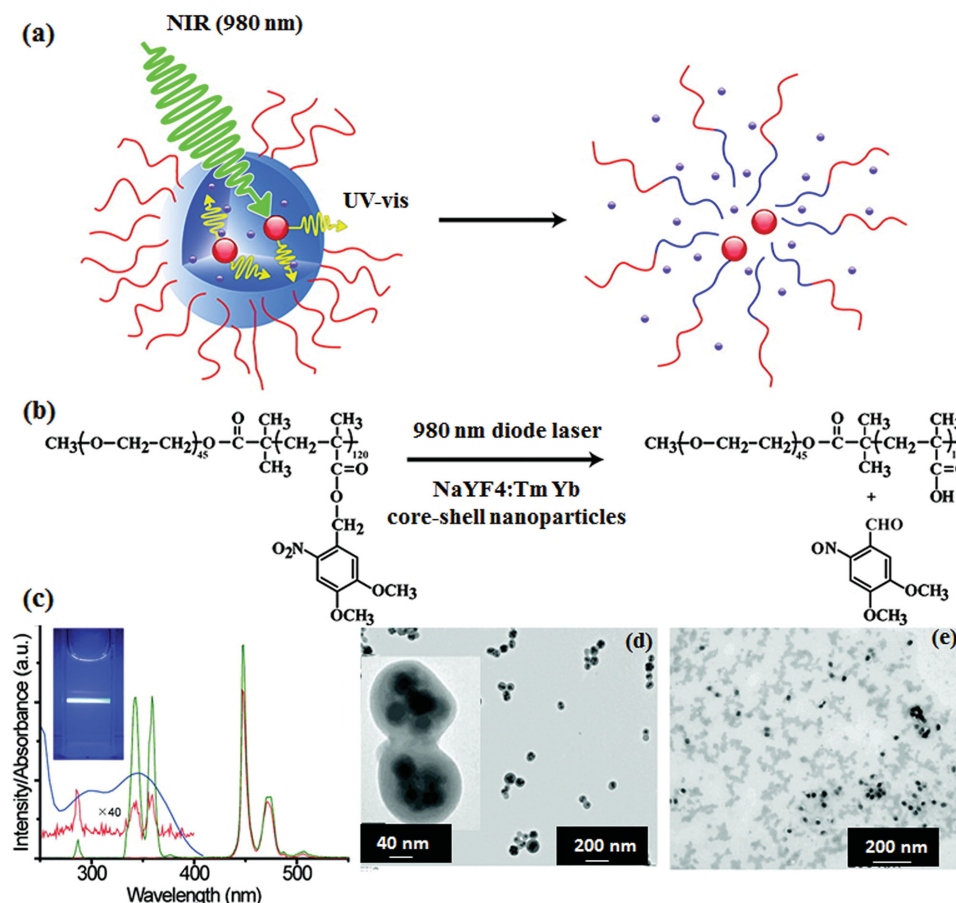 (a)
NIR (980 nm)
UV-vis
(b)
CH3(O−CH2−CH2)45O−C(=O)−C(CH3)(CH3)(CH2−C(CH3))120
C=O
O
CH2
NO2
OCH3
OCH3
980 nm diode laser
NaYF4:Tm Yb
core-shell nanoparticles
CH3(O−CH2−CH2)45O−C(=O)−C(CH3)(CH3)(CH2−C(CH3))
C=O
OH
+
CHO
ON
OCH3
OCH3
(c)
Intensity/Absorbance (a.u.)
×40
300 400 500
Wavelength (nm)
(d)
40 nm
200 nm
(e)
200 nm